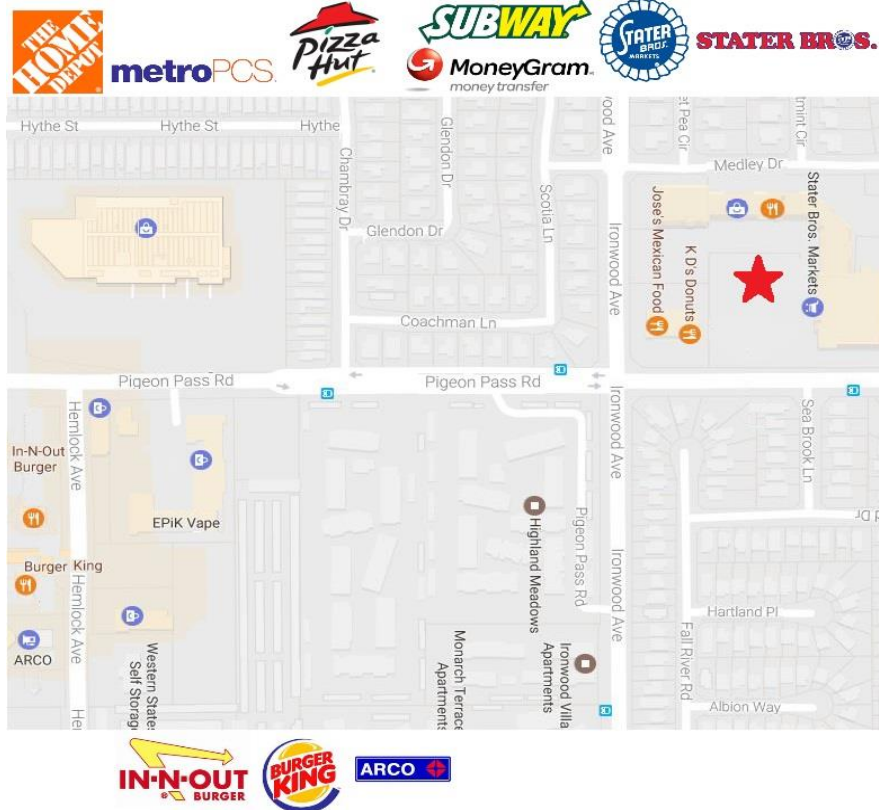 THE
HOME
DEPOT
metroPCS.
Pizza
Hut
SUBWAY
MoneyGram
money transfer
STATER
BROS.
MARKETS
STATER BROS.
Hythe St
Hythe St
Hythe
Chambray Dr
Glendon Dr
Glendon Dr
Scotia Ln
Coachman Ln
Ironwood Ave
Medley Dr
Jose's Mexican Food
K D's Donuts
Stater Bros. Markets
Pigeon Pass Rd
Pigeon Pass Rd
Hemlock Ave
In-N-Out
Burger
EPiK Vape
Burger King
Hemlock Ave
ARCO
Western States
Self Storage
Highland Meadows
Pigeon Pass Rd
Monarch Terrace
Apartments
Ironwood Villa
Apartments
Ironwood Ave
Ironwood Ave
Sea Brook Ln
Hartland Pl
Fall River Rd
Albion Way
IN-N-OUT
BURGER
BURGER
KING
ARCO